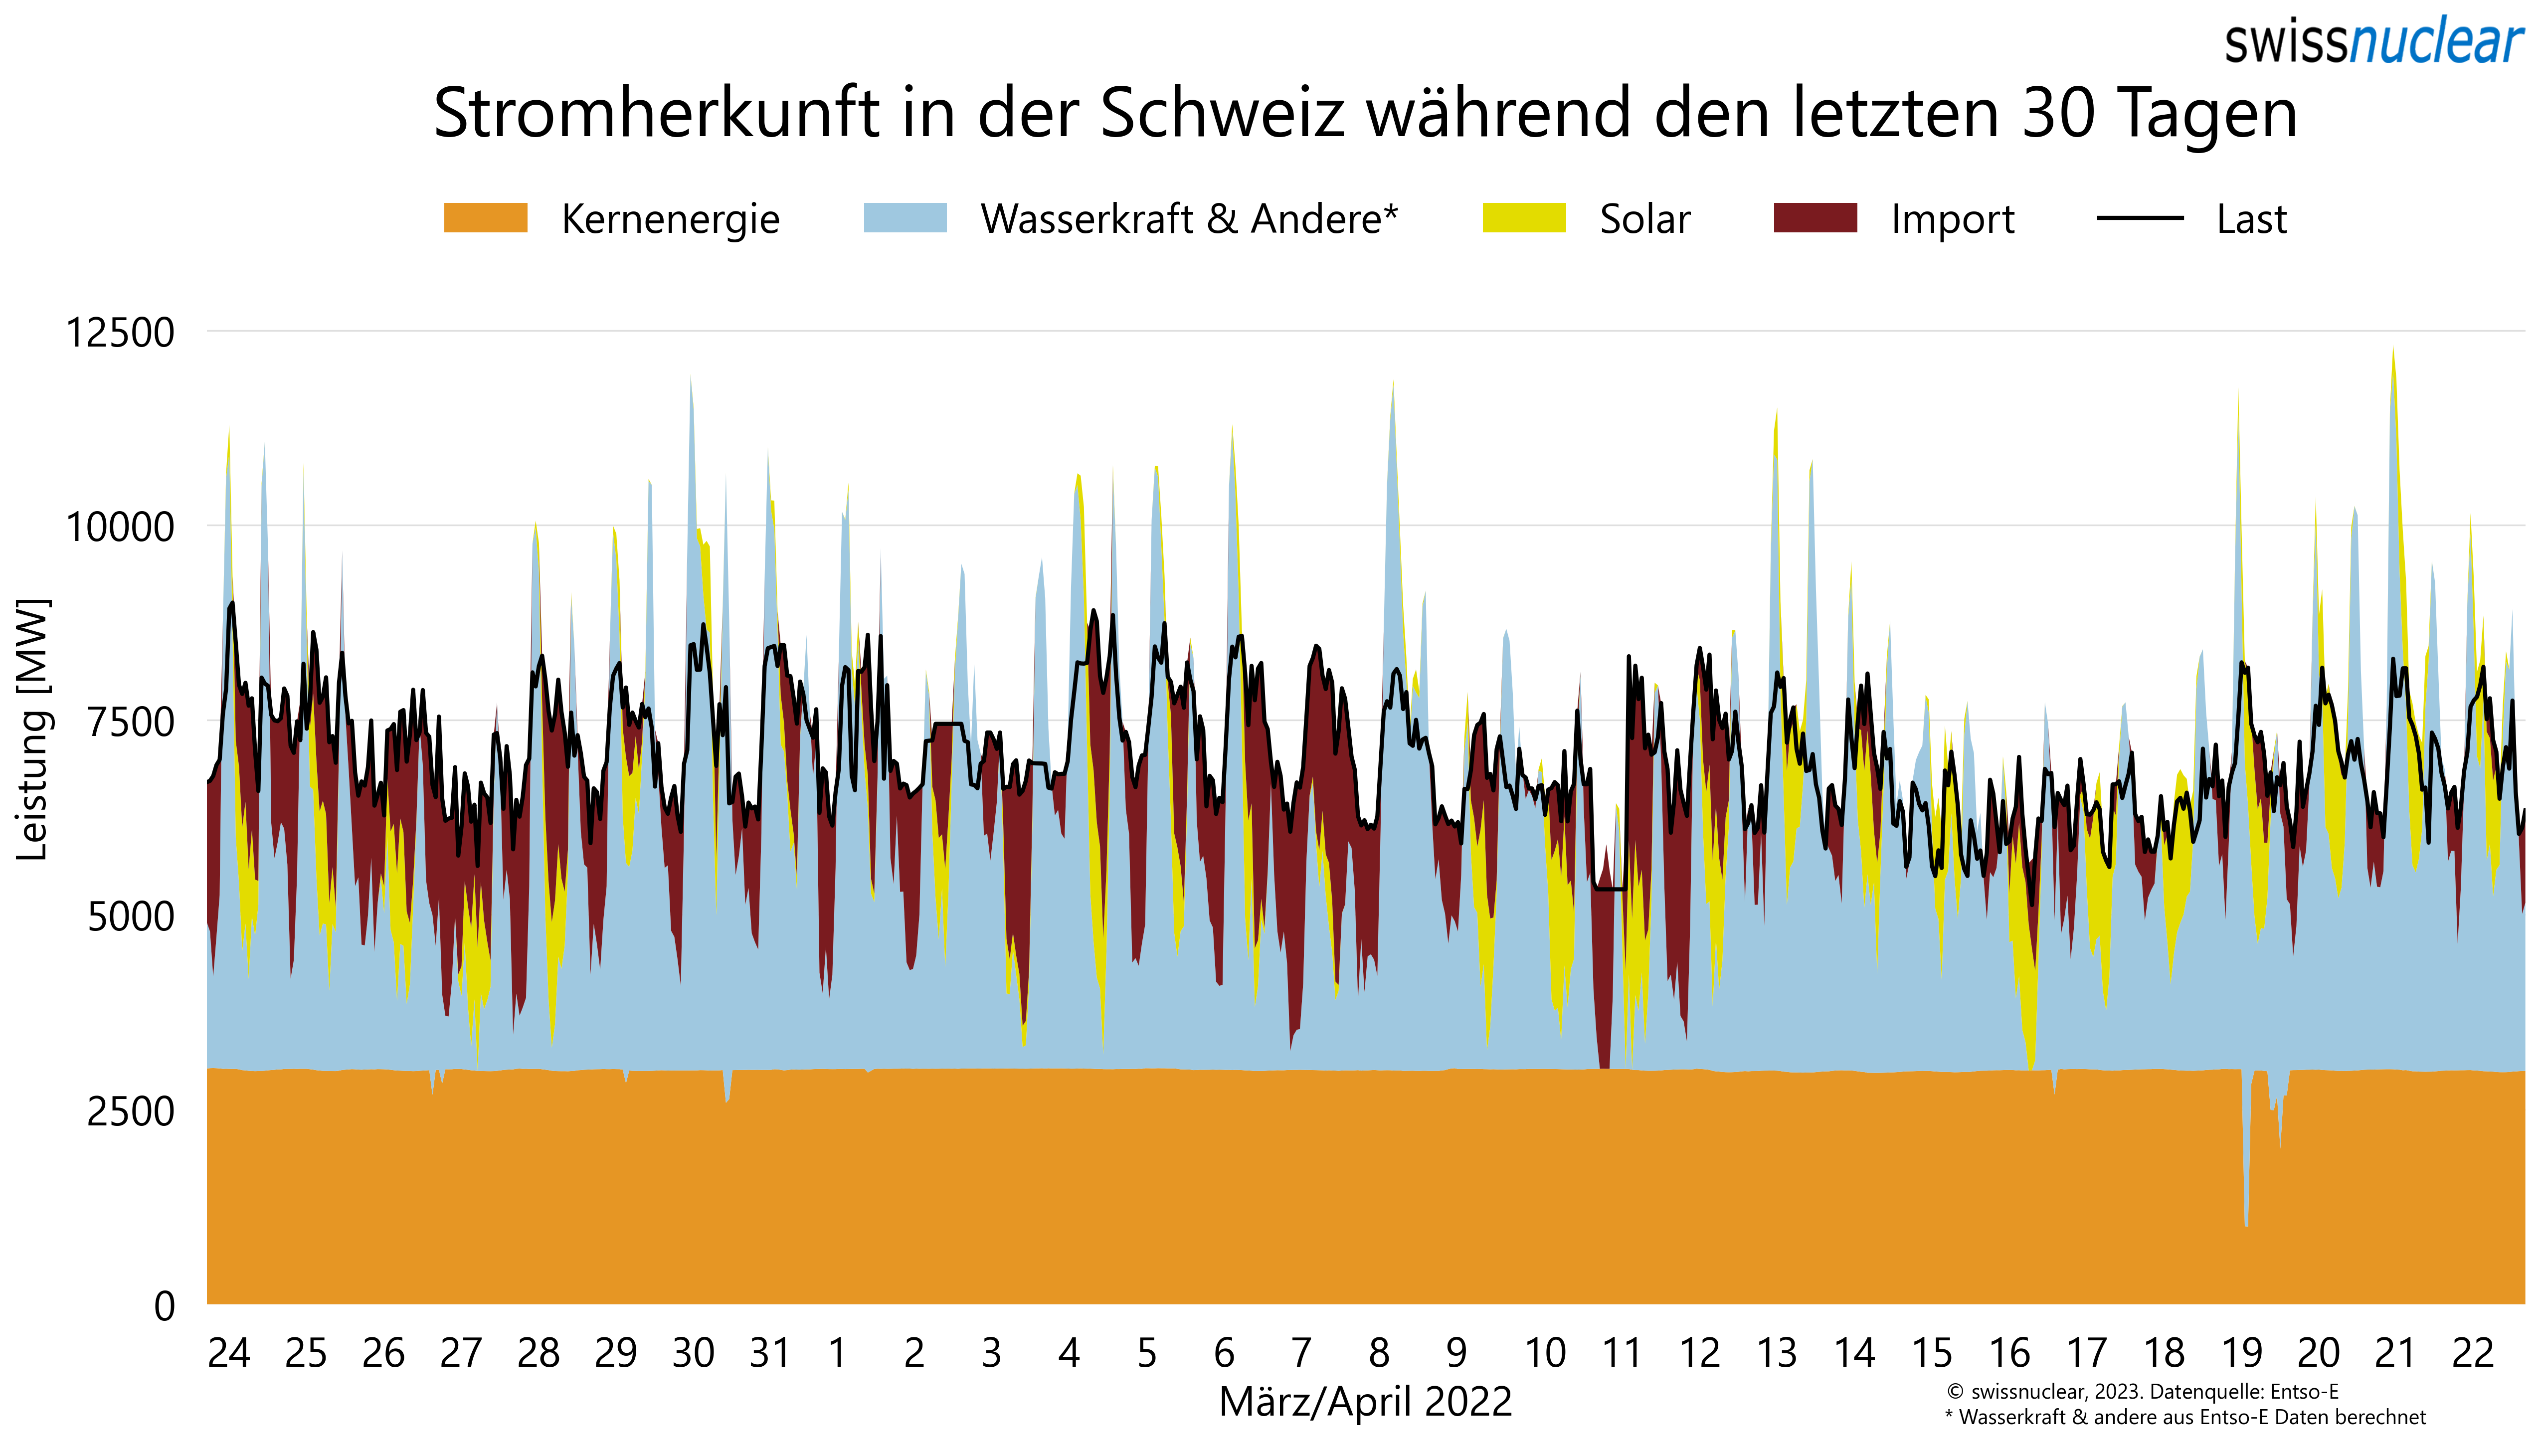 swissnuclear
Stromherkunft in der Schweiz während den letzten 30 Tagen
Kernenergie Wasserkraft & Andere* Solar Import Last
Leistung [MW]
12500
10000
7500
5000
2500
0
24 25 26 27 28 29 30 31 1 2 3 4 5 6 7 8 9 10 11 12 13 14 15 16 17 18 19 20 21 22
März/April 2022
© swissnuclear, 2023. Datenquelle: Entso-E
* Wasserkraft & andere aus Entso-E Daten berechnet